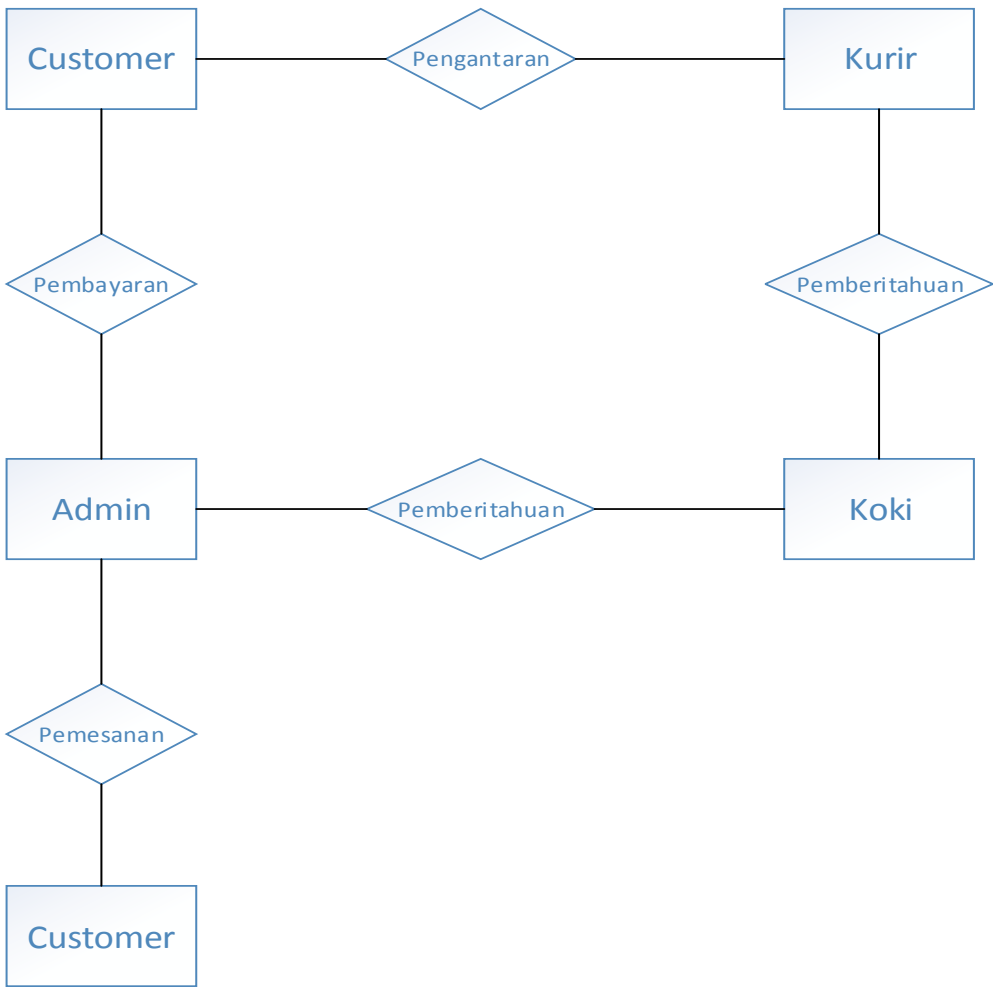 Customer
Pengantaran
Kurir
Pembayaran
Pemberitahuan
Admin
Pemberitahuan
Koki
Pemesanan
Customer